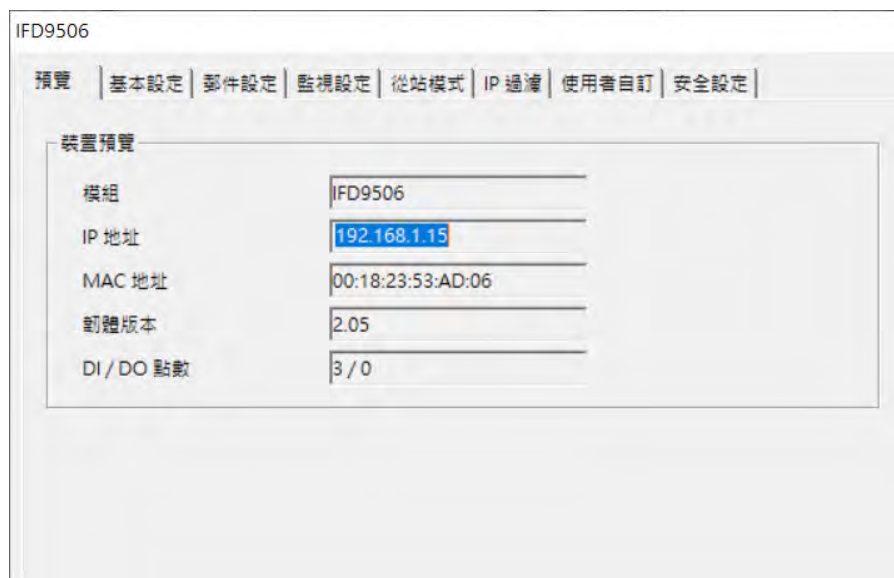 IFD9506
預覽 基本設定 郵件設定 監視設定 從站模式 IP 過濾 使用者自訂 安全設定
裝置預覽
模組 IFD9506
IP 地址 192.168.1.15
MAC 地址 00:18:23:53:AD:06
韌體版本 2.05
DI / DO 點數 3 / 0